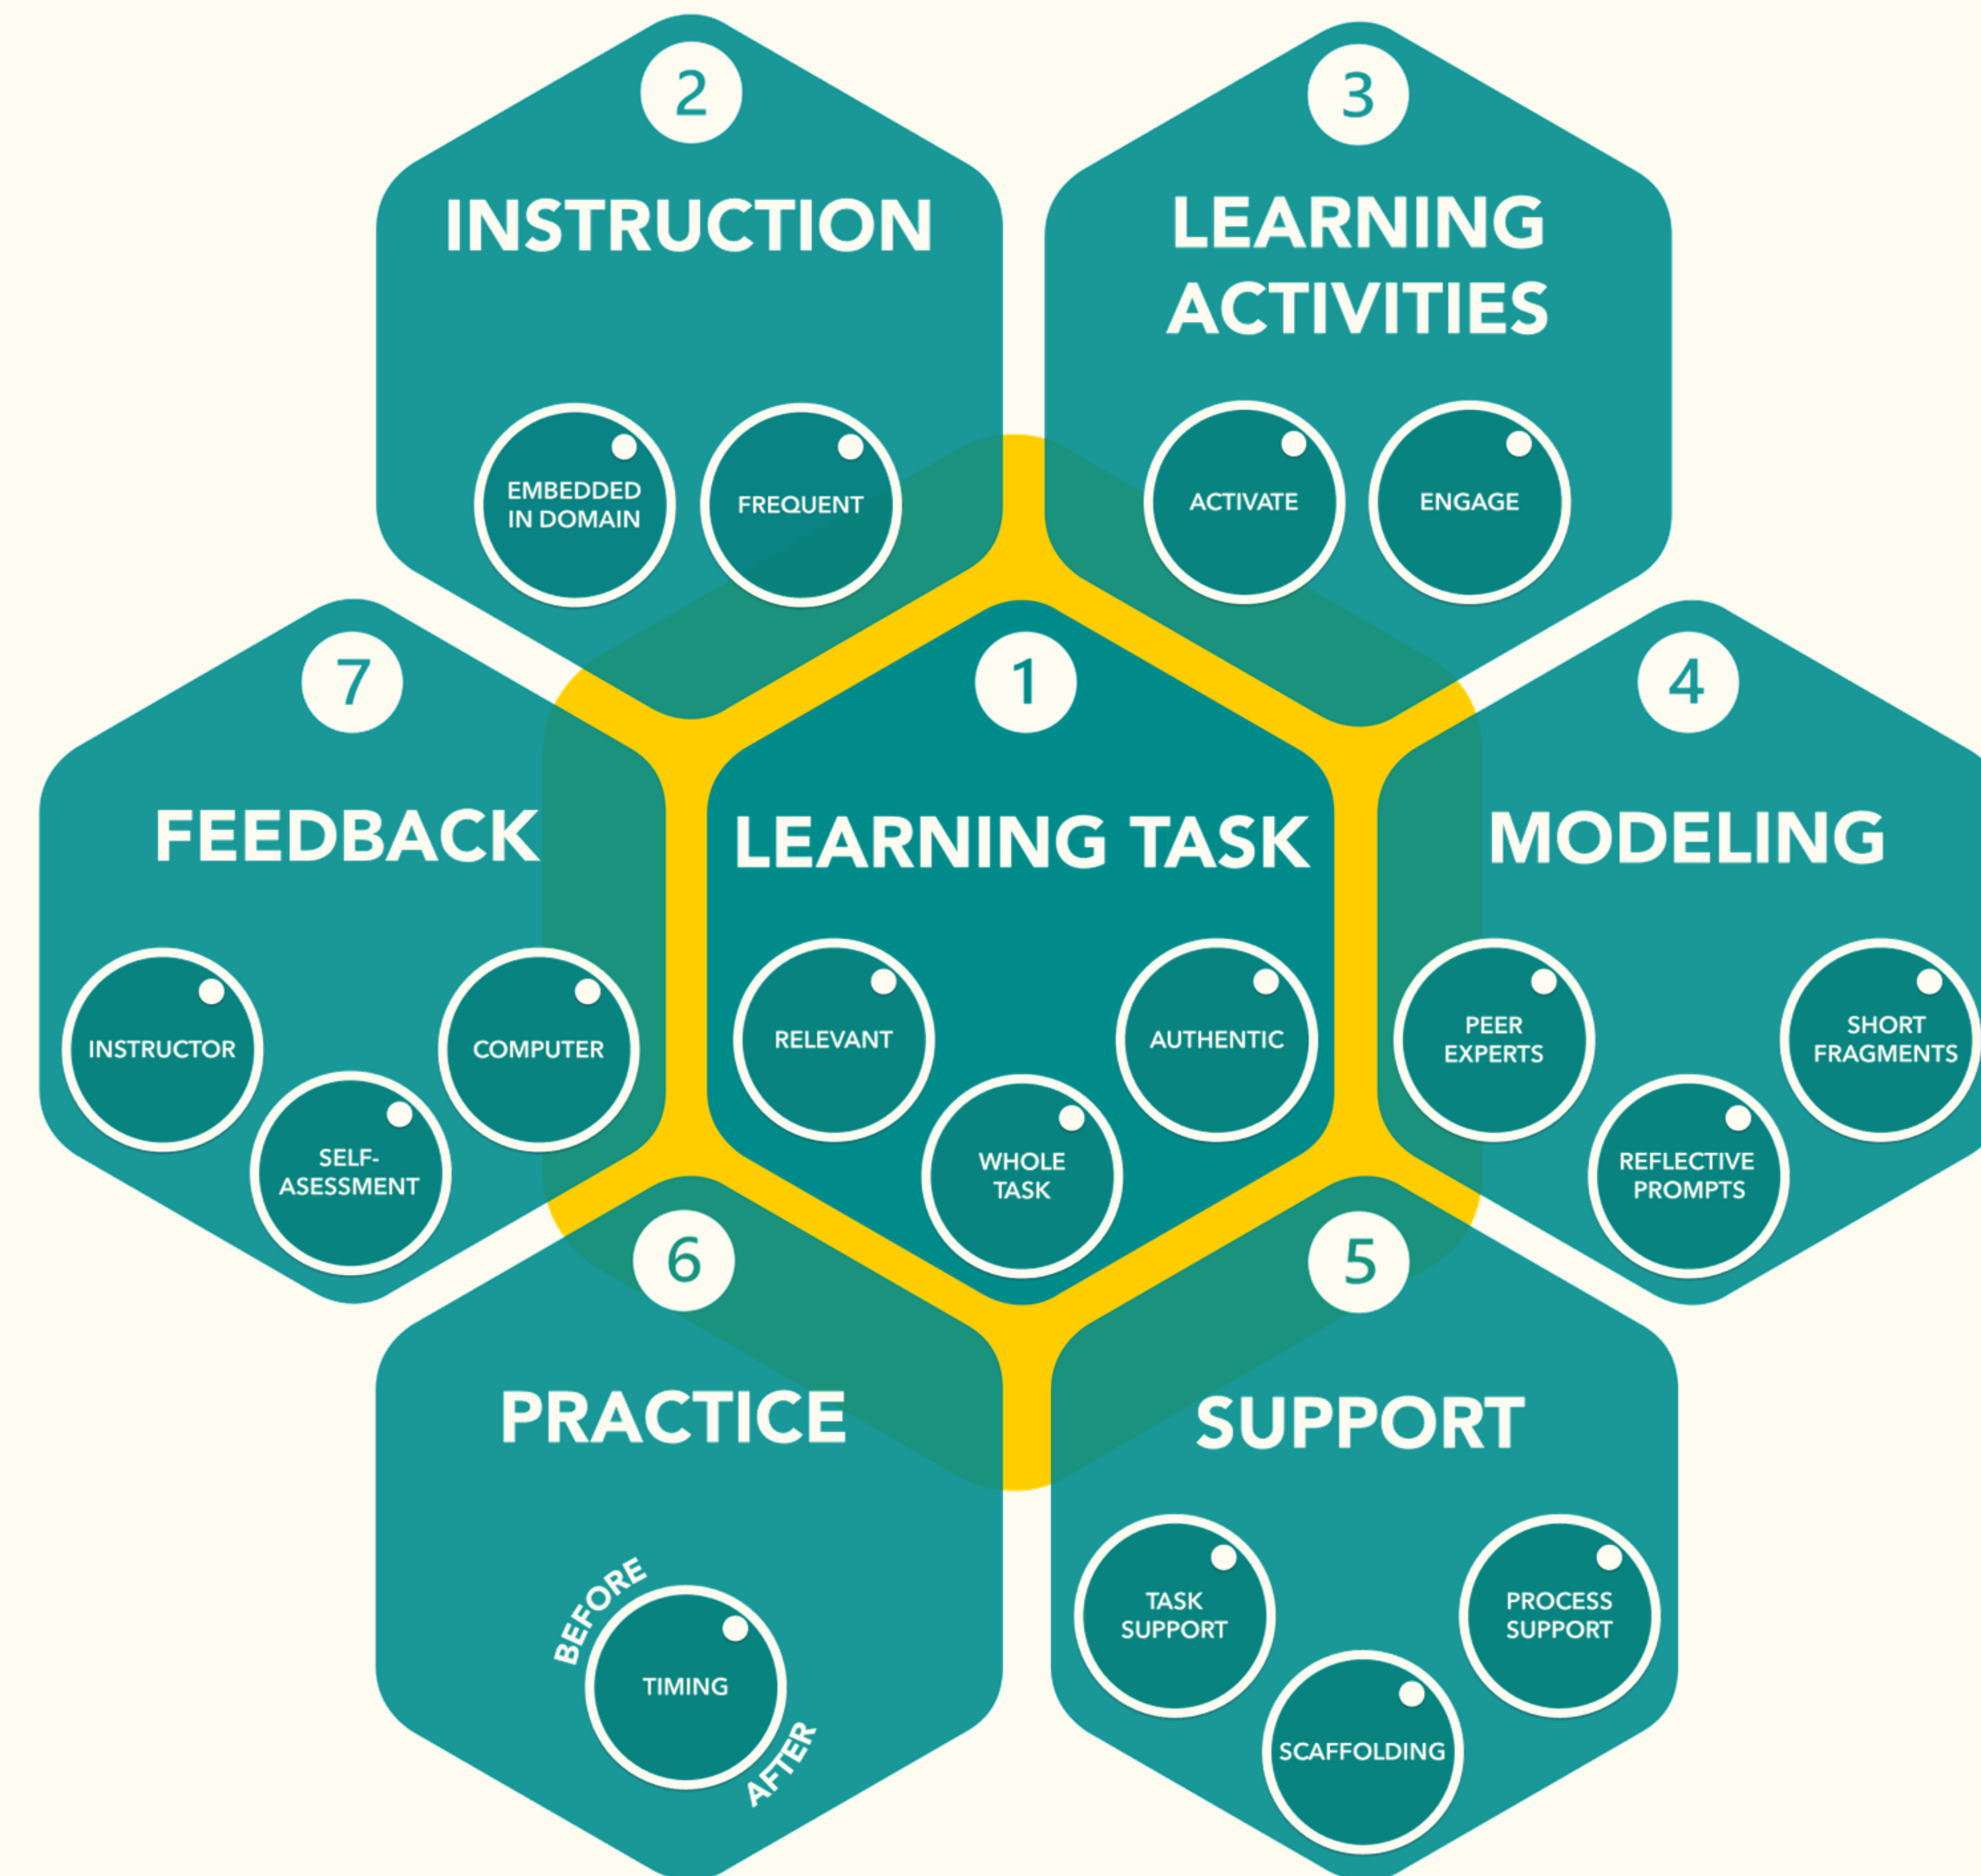 2
INSTRUCTION
EMBEDDED
IN DOMAIN
FREQUENT
3
LEARNING
ACTIVITIES
ACTIVATE
ENGAGE
7
FEEDBACK
INSTRUCTOR
COMPUTER
SELF-
ASESSMENT
1
LEARNING TASK
RELEVANT
AUTHENTIC
WHOLE
TASK
4
MODELING
PEER
EXPERTS
SHORT
FRAGMENTS
REFLECTIVE
PROMPTS
6
PRACTICE
BEFORE
TIMING
AFTER
5
SUPPORT
TASK
SUPPORT
PROCESS
SUPPORT
SCAFFOLDING